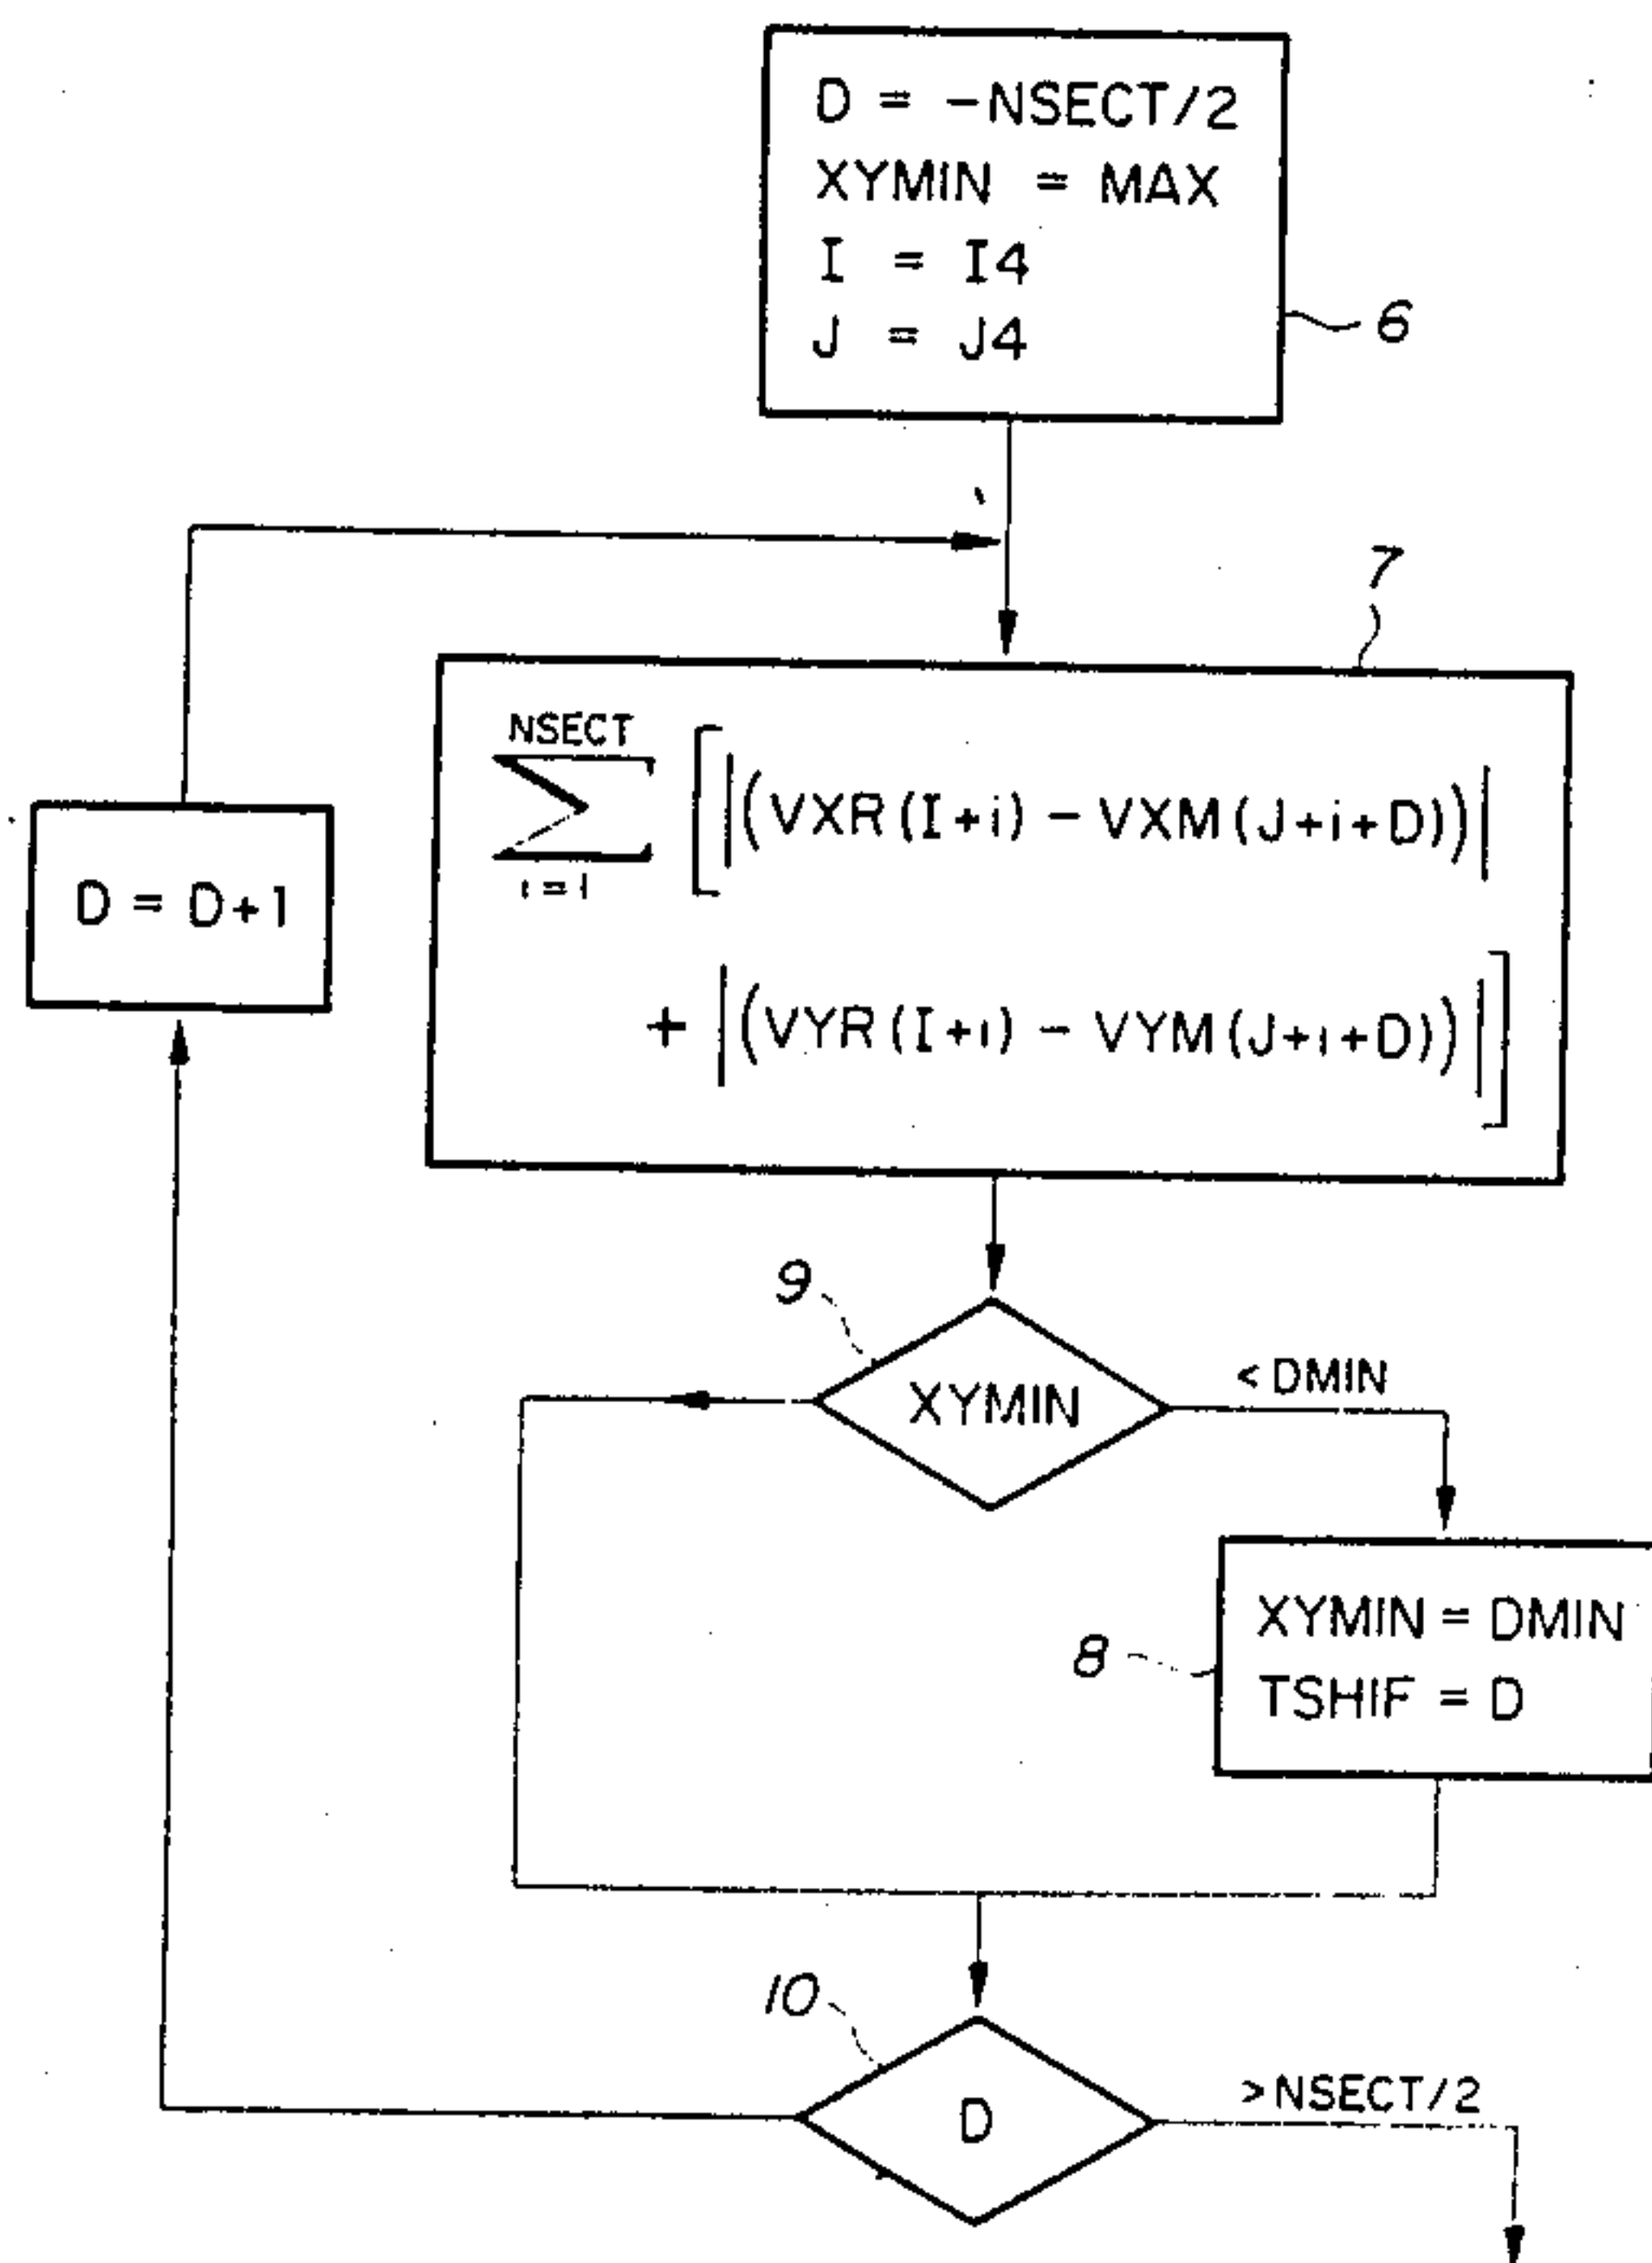 D = -NSECT/2
XYMIN = MAX
I = I4
J = J4
6
7
NSECT
∑ [|(VXR(I+i) - VXM(J+i+D))|
i=1
D = D+1
+ |(VYR(I+i) - VYM(J+i+D))|]
9
XYMIN
< DMIN
XYMIN = DMIN
8
TSHIF = D
10
D
>NSECT/2